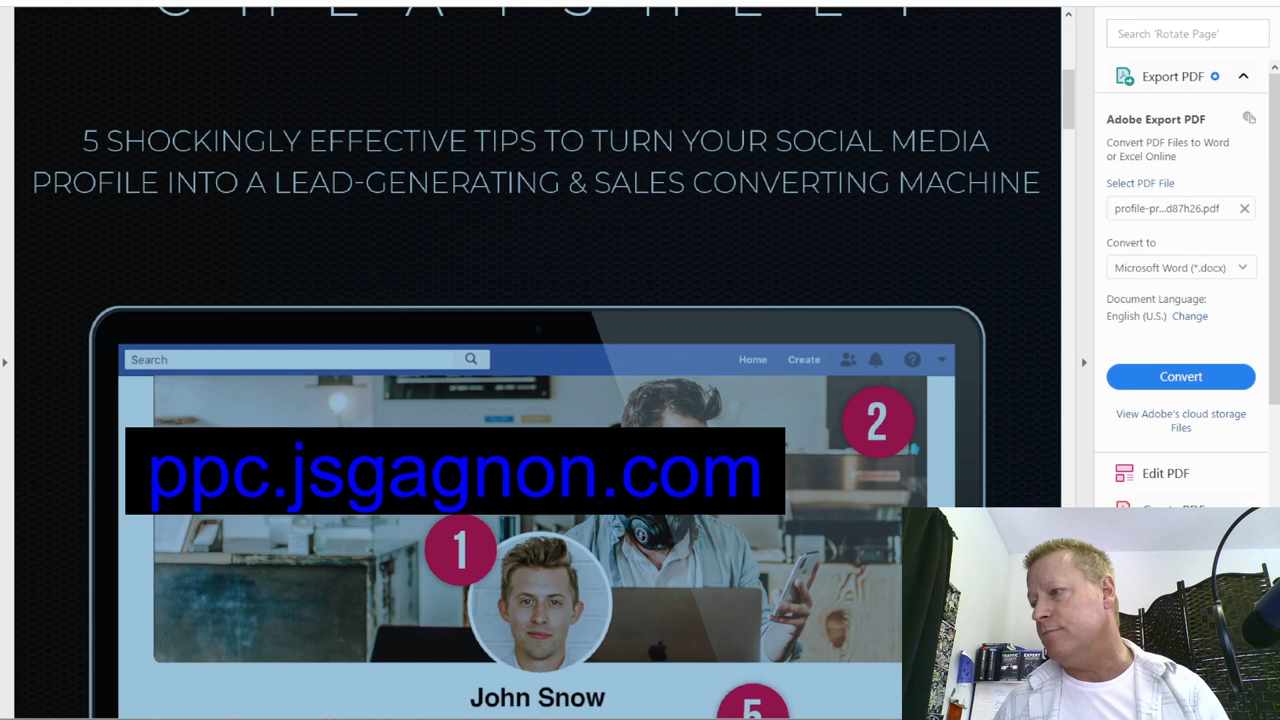 CHEATSHEET
Search 'Rotate Page'
Export PDF
5 SHOCKINGLY EFFECTIVE TIPS TO TURN YOUR SOCIAL MEDIA
PROFILE INTO A LEAD-GENERATING & SALES CONVERTING MACHINE
Adobe Export PDF
Convert PDF Files to Word
or Excel Online
Select PDF File
profile-pr...d87h26.pdf
Convert to
Microsoft Word (*.docx)
Document Language:
English (U.S.) Change
Convert
View Adobe's cloud storage
Files
Edit PDF
Search
Home
Create
2
ppc.jsgagnon.com
1
John Snow
5
TRAFFIC
EXPERT